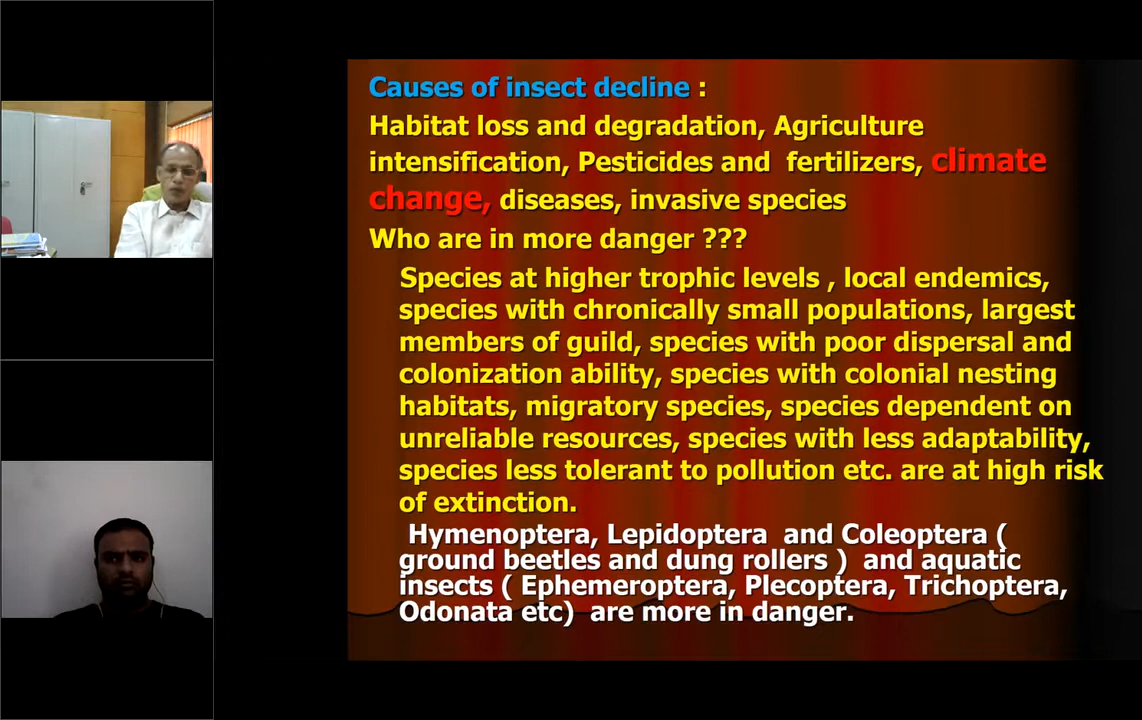 Causes of insect decline :
Habitat loss and degradation, Agriculture
intensification, Pesticides and fertilizers, climate
change, diseases, invasive species
Who are in more danger ???
Species at higher trophic levels , local endemics,
species with chronically small populations, largest
members of guild, species with poor dispersal and
colonization ability, species with colonial nesting
habitats, migratory species, species dependent on
unreliable resources, species with less adaptability,
species less tolerant to pollution etc. are at high risk
of extinction.
Hymenoptera, Lepidoptera and Coleoptera (
ground beetles and dung rollers ) and aquatic
insects ( Ephemeroptera, Plecoptera, Trichoptera,
Odonata etc) are more in danger.